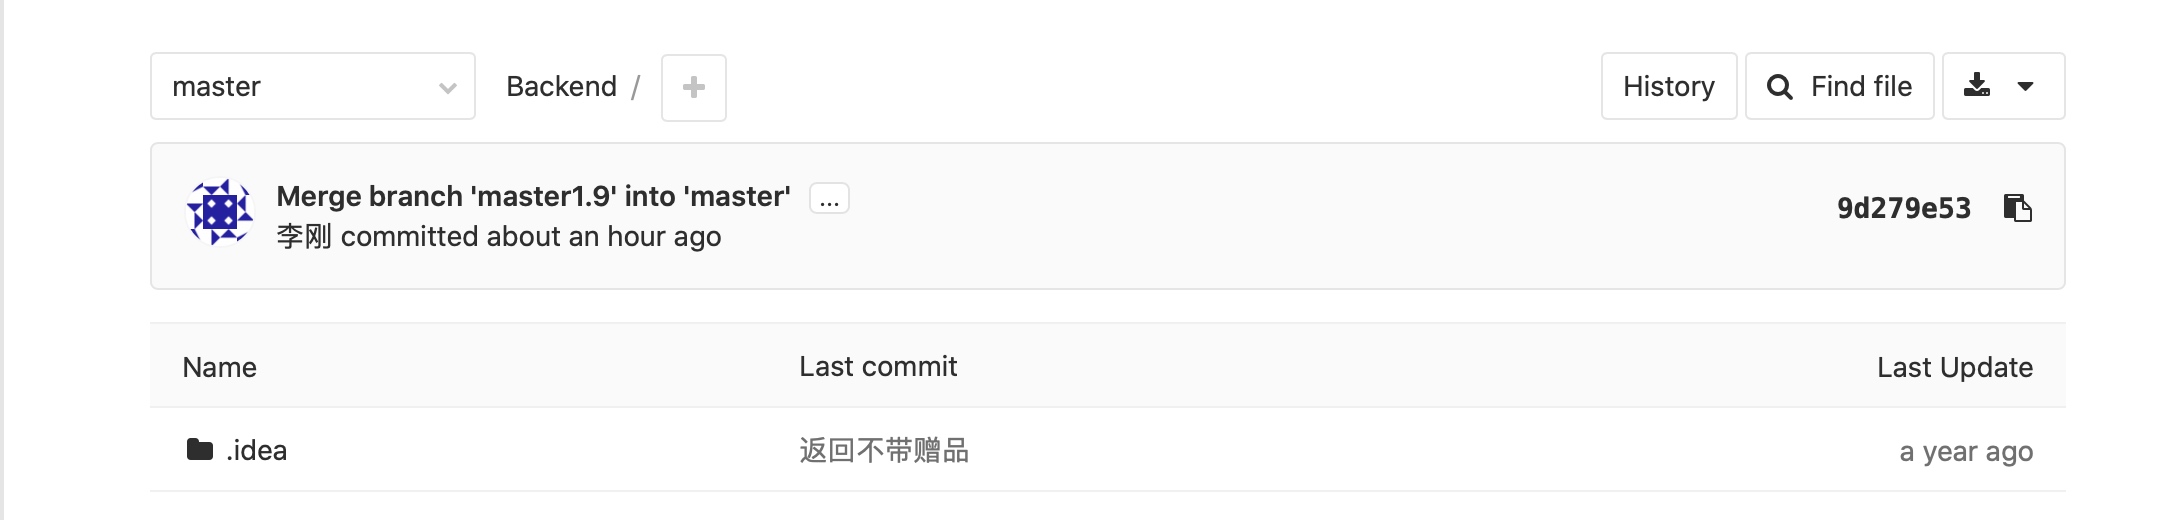 master
Backend /
History
Find file
Merge branch 'master1.9' into 'master' ...
李刚 committed about an hour ago
9d279e53
Name Last commit Last Update
.idea 返回不带赠品 a year ago